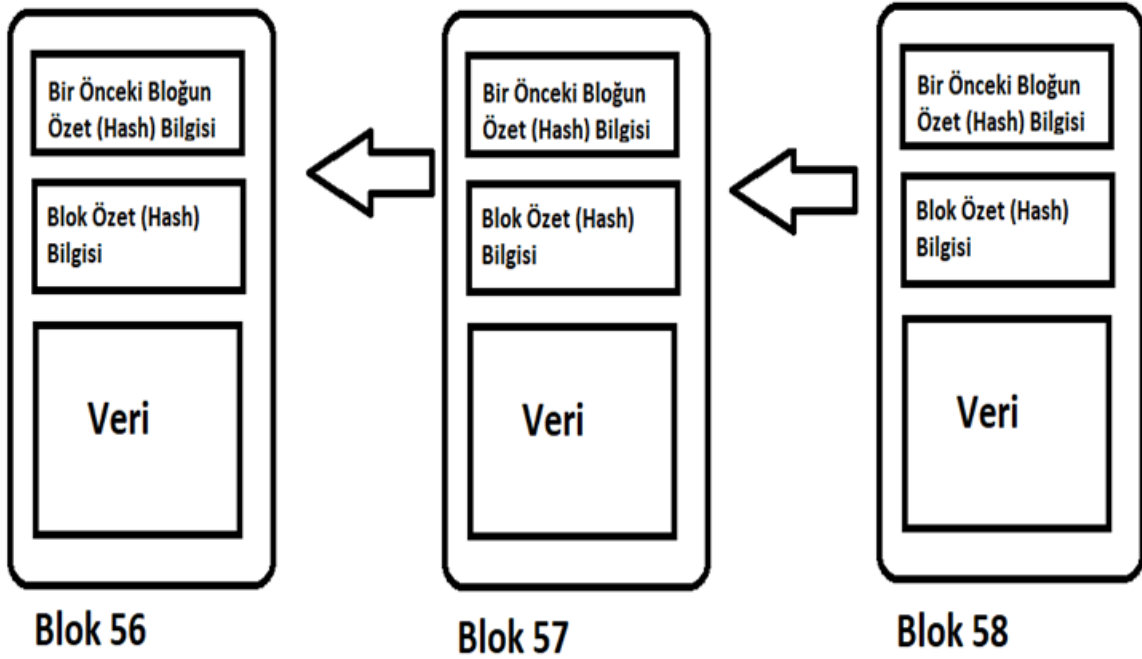 Bir Önceki Bloğun
Özet (Hash) Bilgisi
Blok Özet (Hash)
Bilgisi
Veri
Blok 56
Bir Önceki Bloğun
Özet (Hash) Bilgisi
Blok Özet (Hash)
Bilgisi
Veri
Blok 57
Bir Önceki Bloğun
Özet (Hash) Bilgisi
Blok Özet (Hash)
Bilgisi
Veri
Blok 58